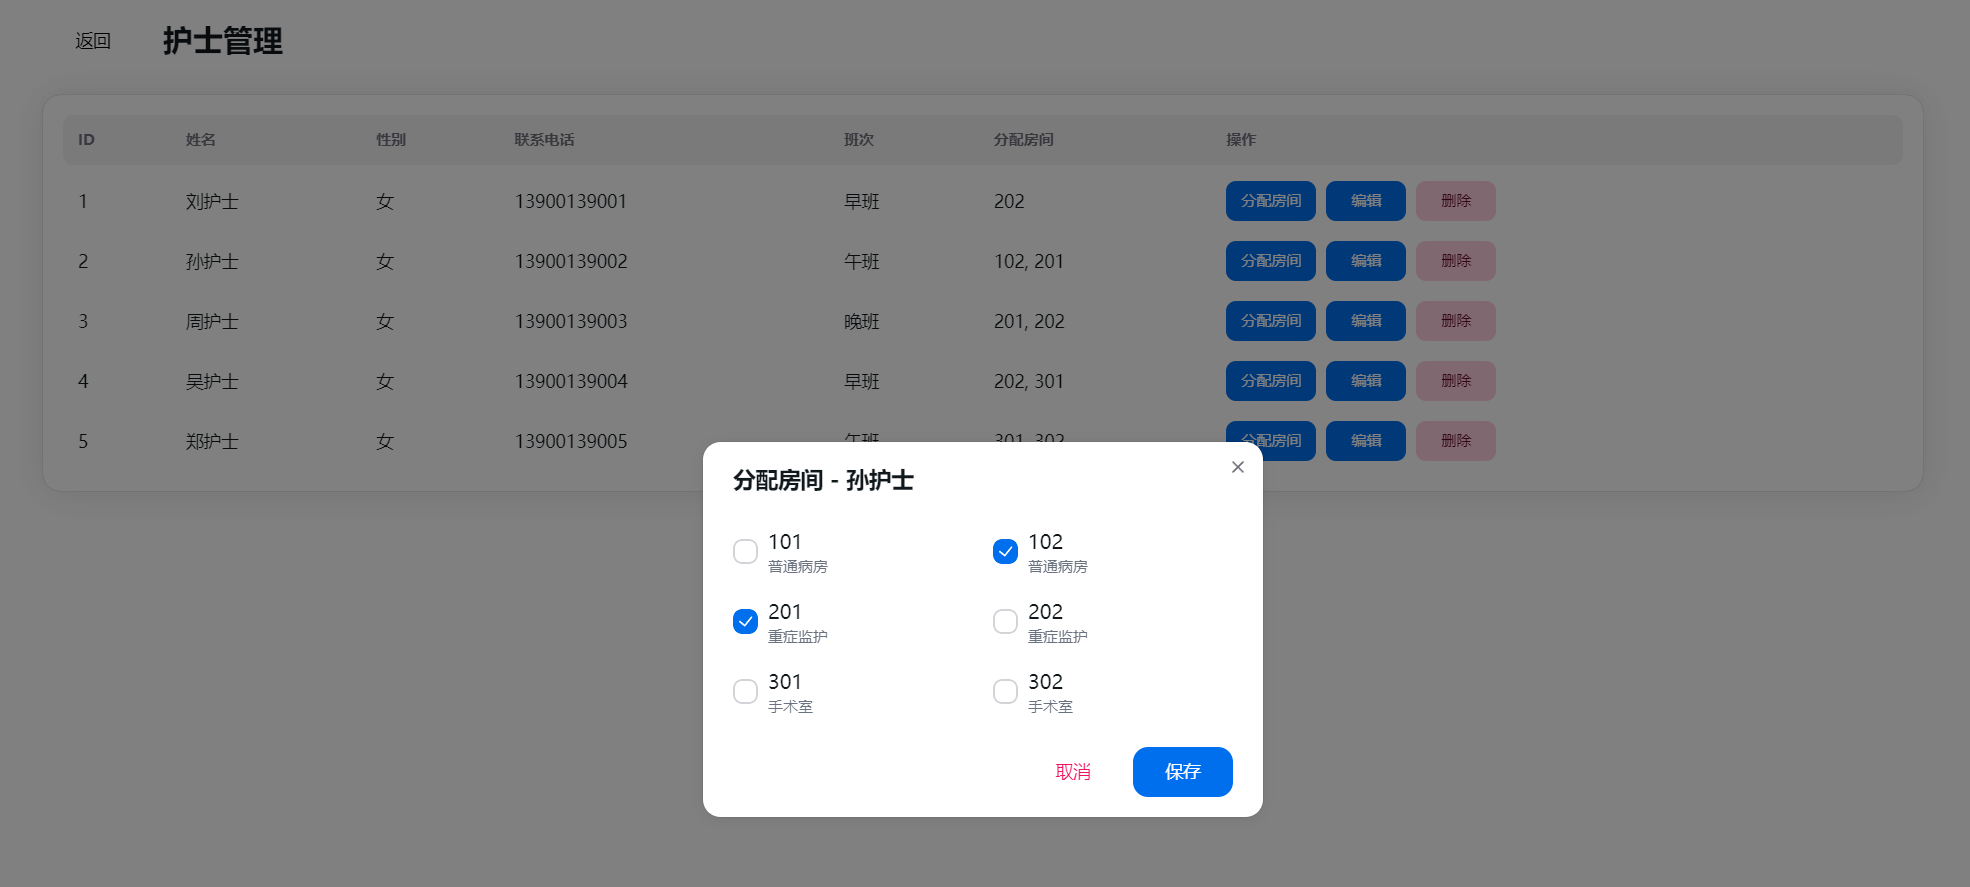 返回 护士管理
ID 姓名 性别 联系电话 班次 分配房间 操作
1 刘护士 女 13900139001 早班 202 分配房间 编辑 删除
2 孙护士 女 13900139002 午班 102, 201 分配房间 编辑 删除
3 周护士 女 13900139003 晚班 201, 202 分配房间 编辑 删除
4 吴护士 女 13900139004 早班 202, 301 分配房间 编辑 删除
5 郑护士 女 13900139005 午班 301, 302 分配房间 编辑 删除
分配房间 - 孙护士
101 102
普通病房 普通病房
201 202
重症监护 重症监护
301 302
手术室 手术室
取消 保存